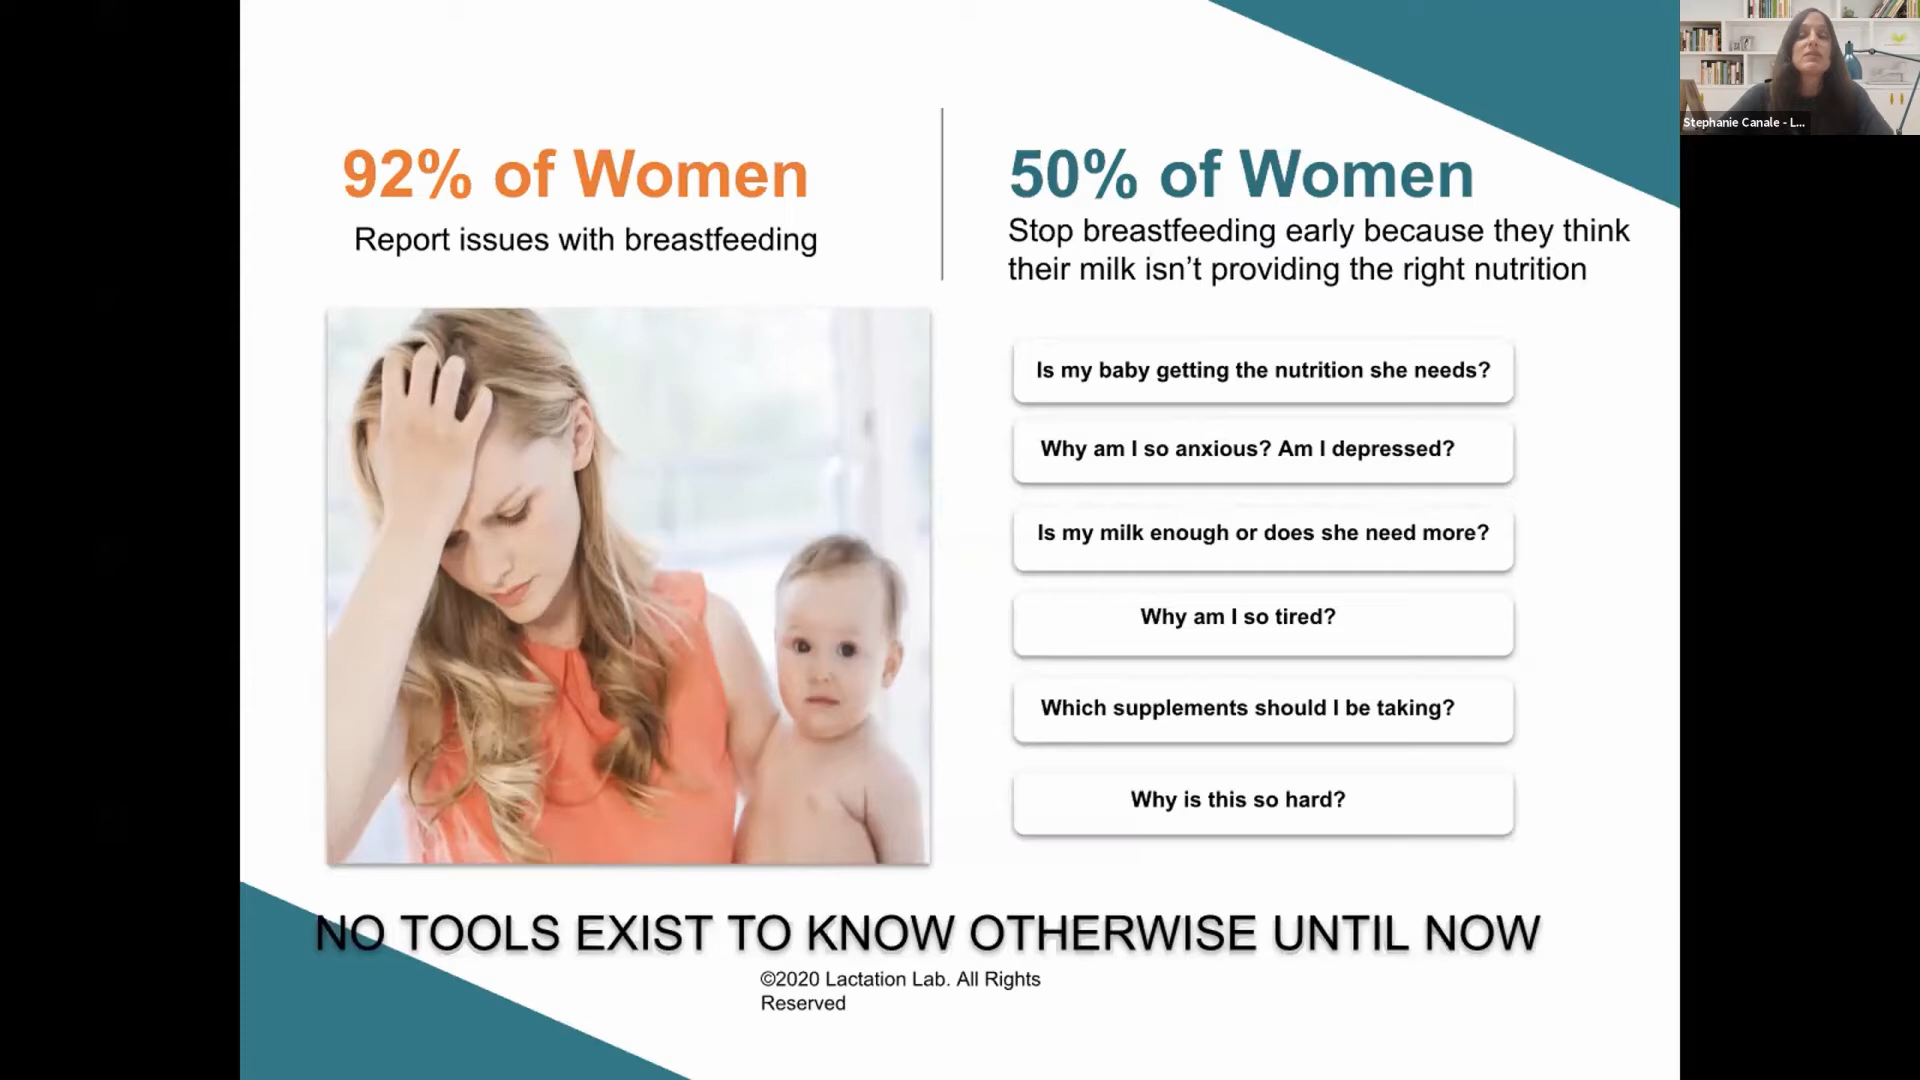 92% of Women
Report issues with breastfeeding
50% of Women
Stop breastfeeding early because they think
their milk isn’t providing the right nutrition
Is my baby getting the nutrition she needs?
Why am I so anxious? Am I depressed?
Is my milk enough or does she need more?
Why am I so tired?
Which supplements should I be taking?
Why is this so hard?
NO TOOLS EXIST TO KNOW OTHERWISE UNTIL NOW
©2020 Lactation Lab. All Rights
Reserved
Stephanie Canale - L...